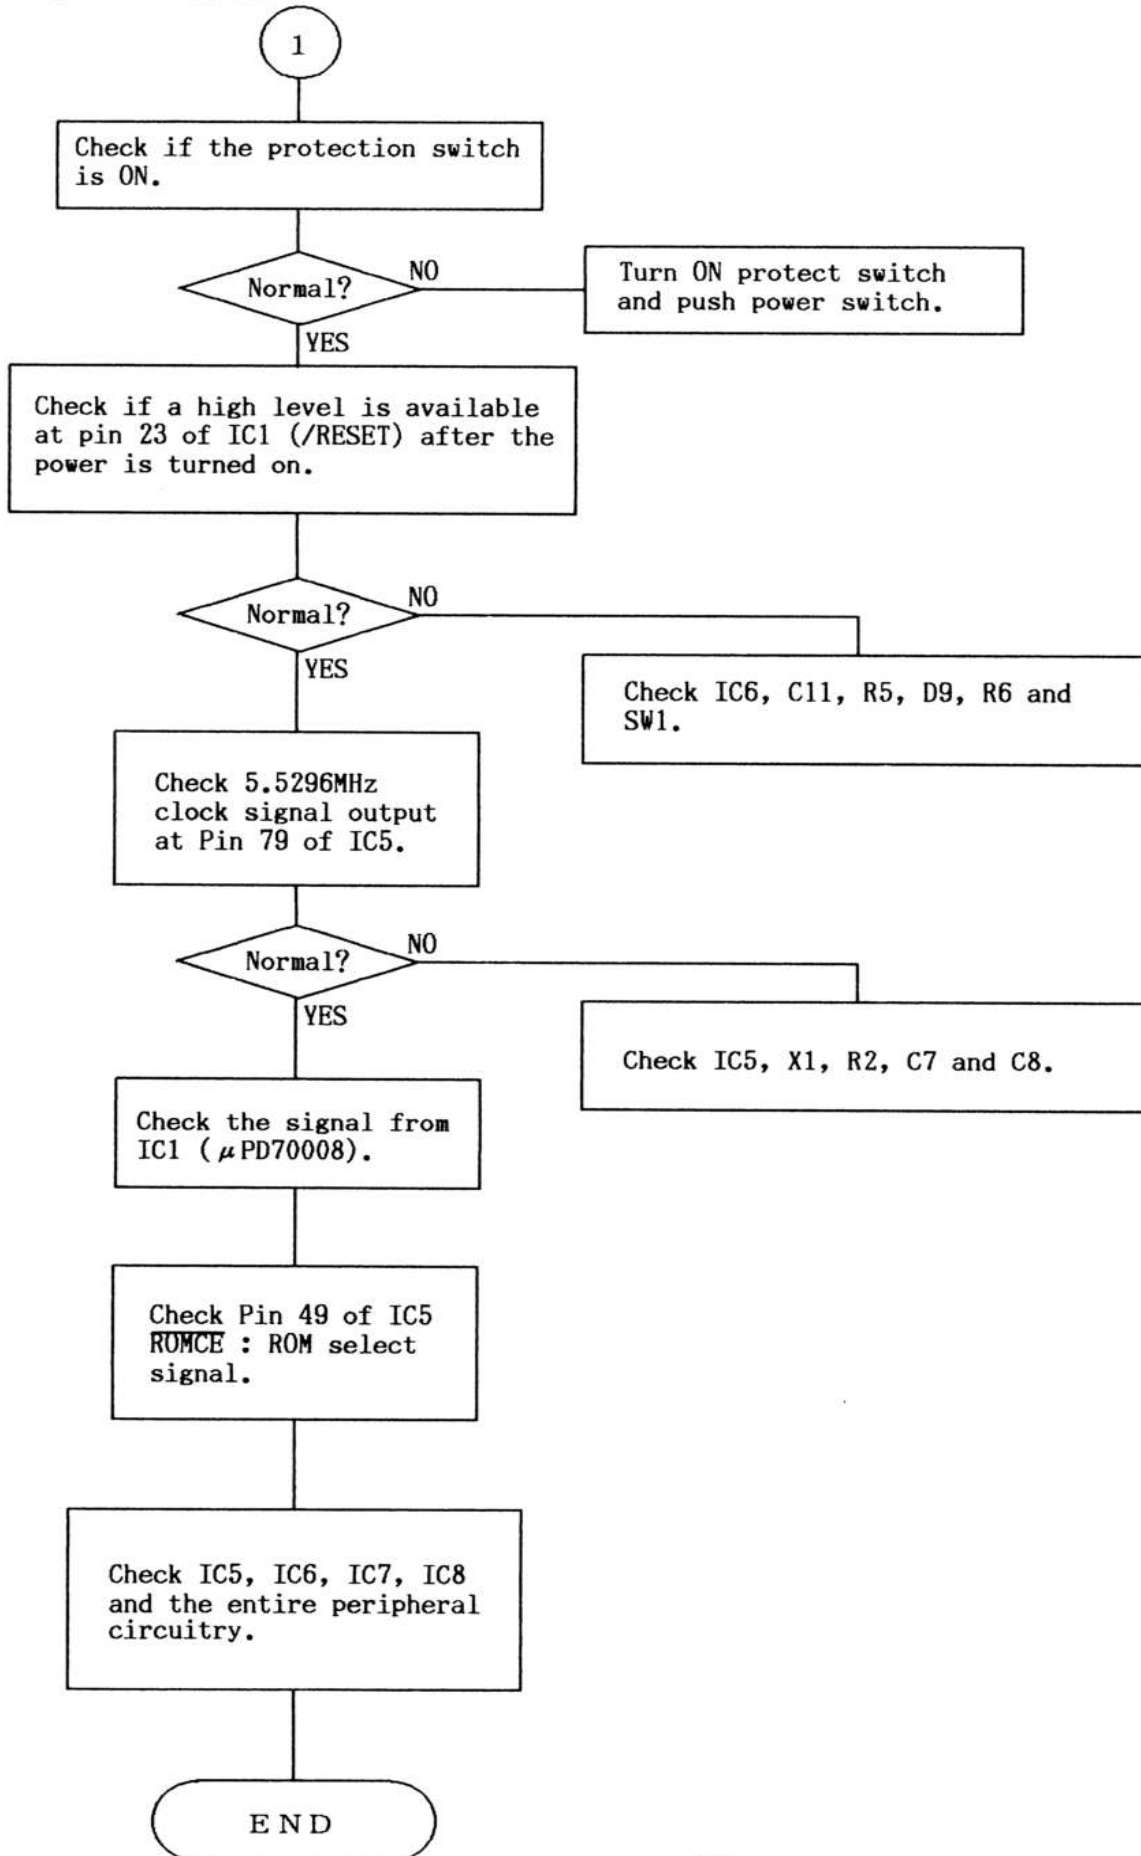 1
Check if the protection switch
is ON.
Normal?
NO
Turn ON protect switch
and push power switch.
YES
Check if a high level is available
at pin 23 of IC1 (/RESET) after the
power is turned on.
Normal?
NO
YES
Check IC6, C11, R5, D9, R6 and
SW1.
Check 5.5296MHz
clock signal output
at Pin 79 of IC5.
Normal?
NO
YES
Check IC5, X1, R2, C7 and C8.
Check the signal from
IC1 (μPD70008).
Check Pin 49 of IC5
R̅O̅M̅C̅E̅ : ROM select
signal.
Check IC5, IC6, IC7, IC8
and the entire peripheral
circuitry.
END